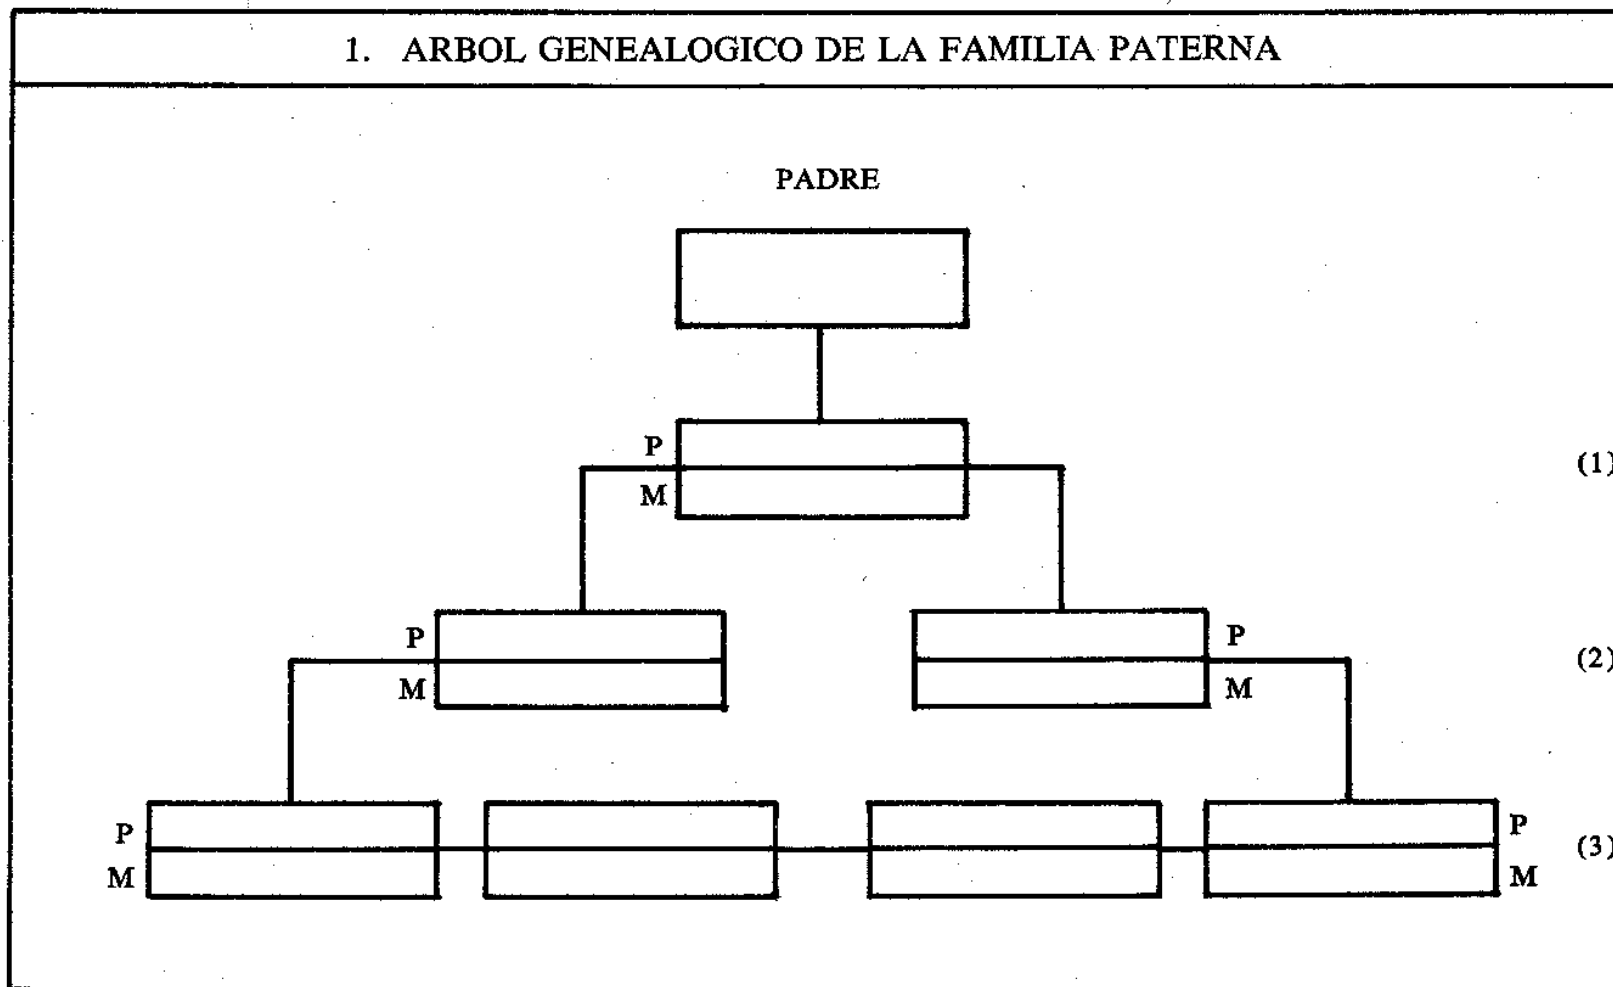 1. ARBOL GENEALOGICO DE LA FAMILIA PATERNA
PADRE
P
M
(1)
P
M
P
M
(2)
P
M
P
M
(3)